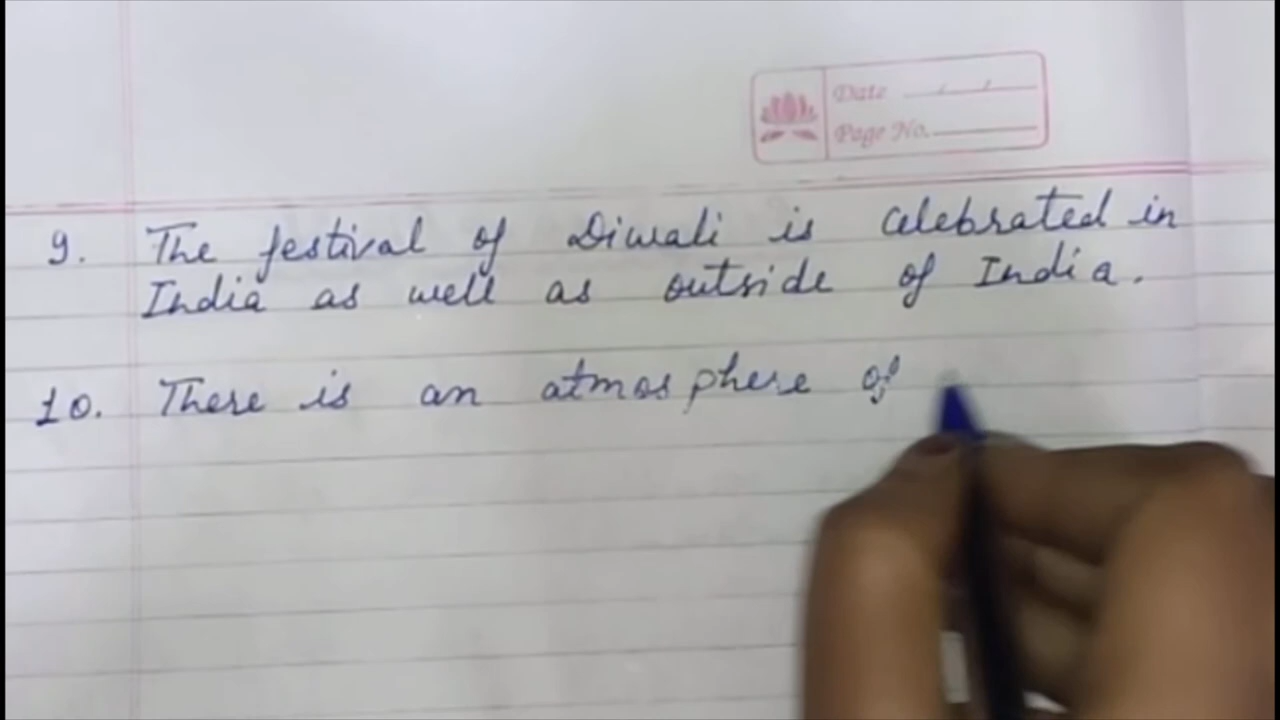 Date / /
Page No.
9. The festival of Diwali is celebrated in
India as well as outside of India.
10. There is an atmosphere of